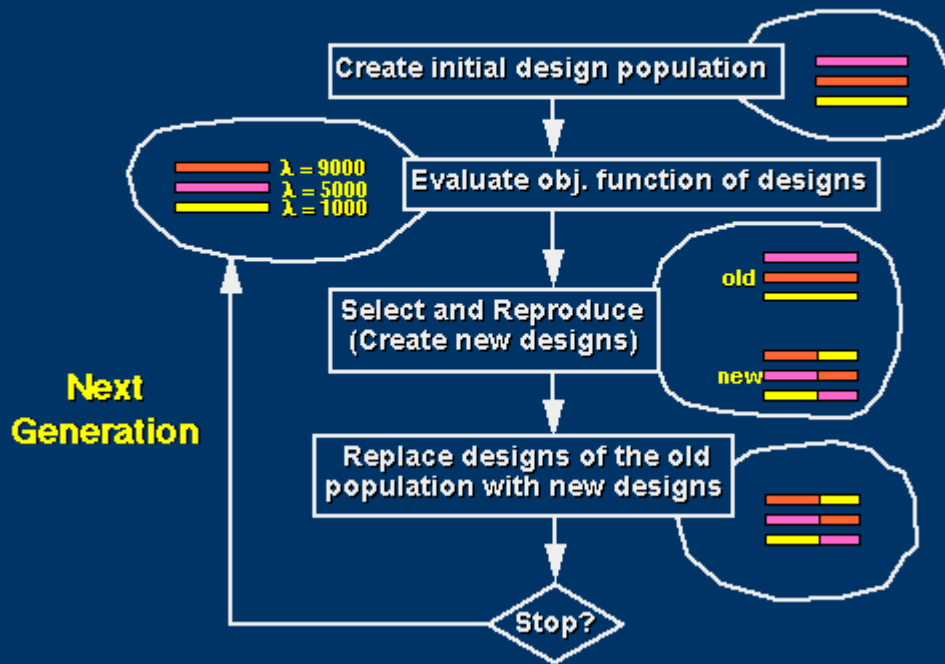 Create initial design population
λ = 9000
λ = 5000
λ = 1000
Evaluate obj. function of designs
old
Select and Reproduce
(Create new designs)
new
Next
Generation
Replace designs of the old
population with new designs
Stop?